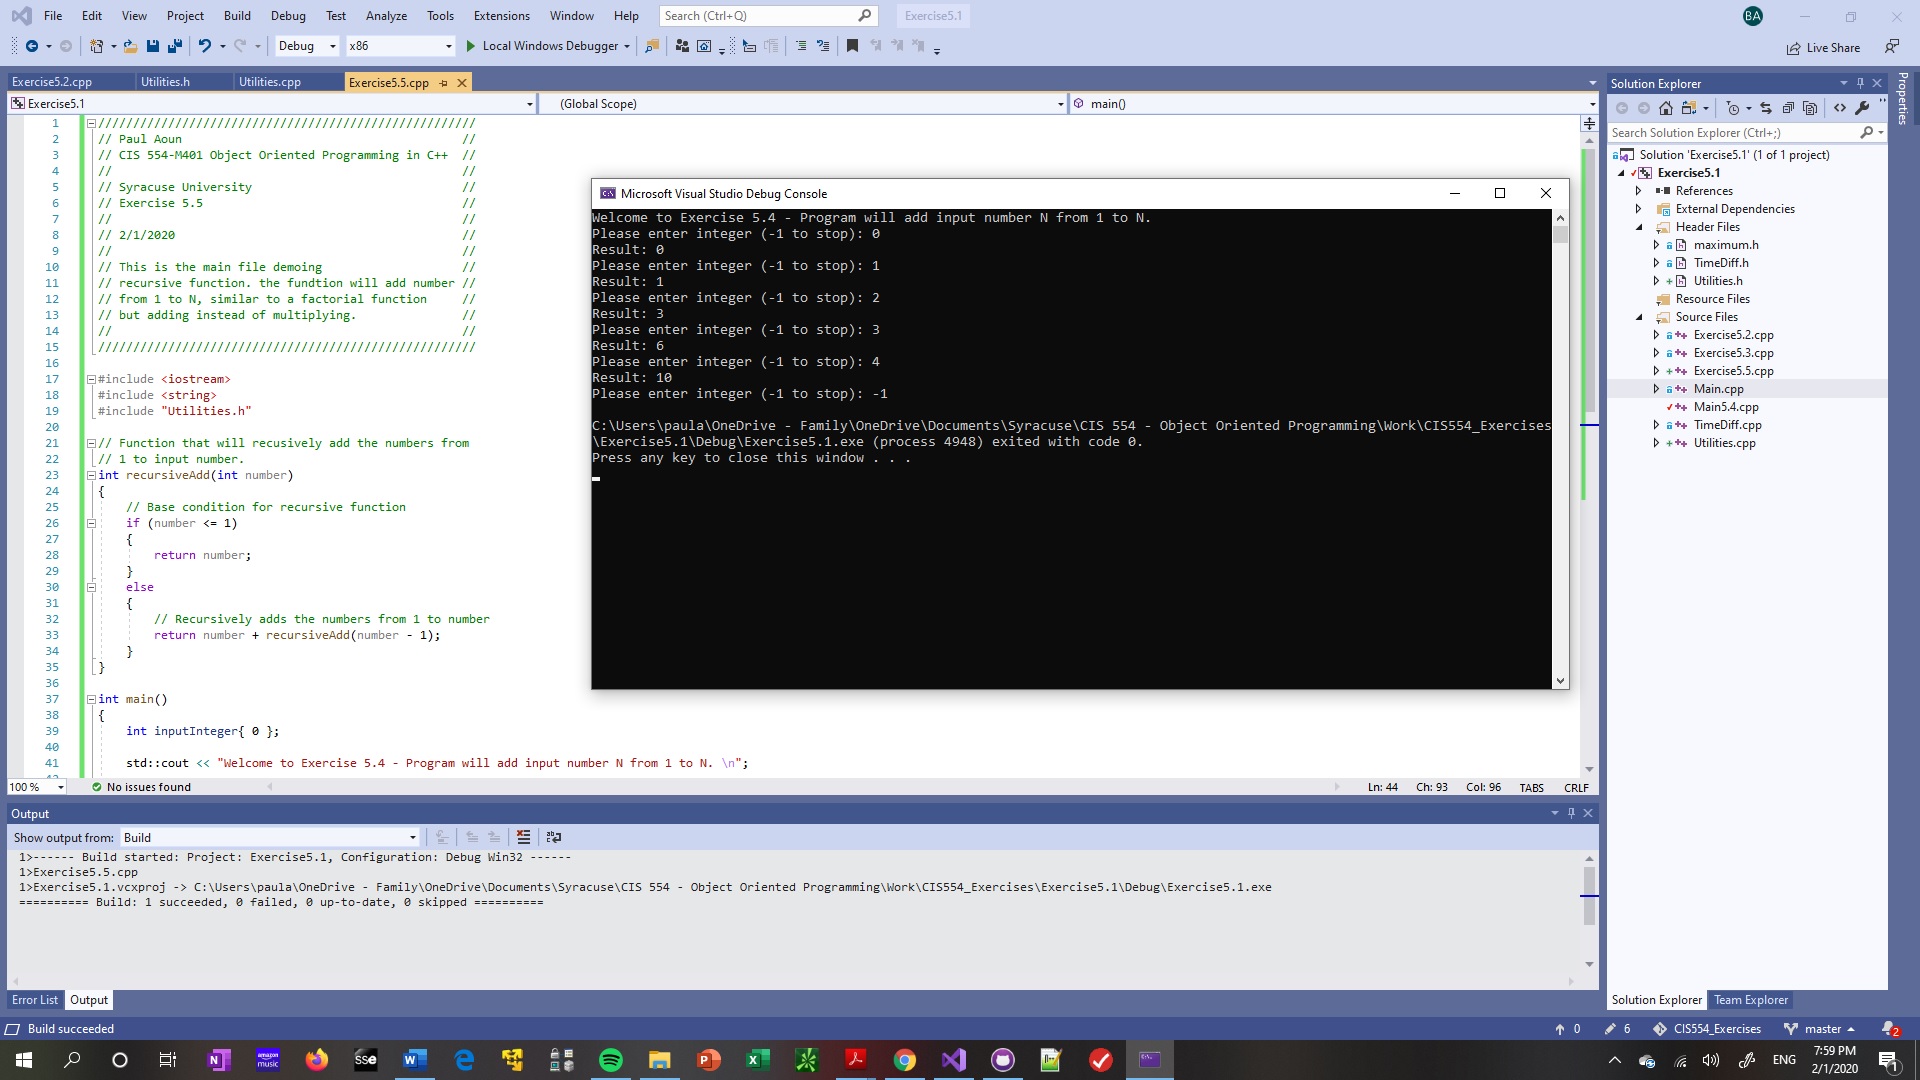 File Edit View Project Build Debug Test Analyze Tools Extensions Window Help Search (Ctrl+Q) Exercise5.1 BA
Debug x86 Local Windows Debugger Live Share
Exercise5.2.cpp Utilities.h Utilities.cpp Exercise5.5.cpp
Exercise5.1 (Global Scope) main()
1 //////////////////////////////////////////////////////
2 // Paul Aoun //
3 // CIS 554-M401 Object Oriented Programming in C++ //
4 // //
5 // Syracuse University //
6 // Exercise 5.5 //
7 // //
8 // 2/1/2020 //
9 // //
10 // This is the main file demoing //
11 // recursive function. the fundtion will add number //
12 // from 1 to N, similar to a factorial function //
13 // but adding instead of multiplying. //
14 // //
15 //////////////////////////////////////////////////////
16
17 #include <iostream>
18 #include <string>
19 #include "Utilities.h"
20
21 // Function that will recusively add the numbers from
22 // 1 to input number.
23 int recursiveAdd(int number)
24 {
25 // Base condition for recursive function
26 if (number <= 1)
27 {
28 return number;
29 }
30 else
31 {
32 // Recursively adds the numbers from 1 to number
33 return number + recursiveAdd(number - 1);
34 }
35 }
36
37 int main()
38 {
39 int inputInteger{ 0 };
40
41 std::cout << "Welcome to Exercise 5.4 - Program will add input number N from 1 to N. \n";
100 % No issues found Ln: 44 Ch: 93 Col: 96 TABS CRLF
Microsoft Visual Studio Debug Console
Welcome to Exercise 5.4 - Program will add input number N from 1 to N.
Please enter integer (-1 to stop): 0
Result: 0
Please enter integer (-1 to stop): 1
Result: 1
Please enter integer (-1 to stop): 2
Result: 3
Please enter integer (-1 to stop): 3
Result: 6
Please enter integer (-1 to stop): 4
Result: 10
Please enter integer (-1 to stop): -1
C:\Users\paula\OneDrive - Family\OneDrive\Documents\Syracuse\CIS 554 - Object Oriented Programming\Work\CIS554_Exercises
\Exercise5.1\Debug\Exercise5.1.exe (process 4948) exited with code 0.
Press any key to close this window . . .
Solution Explorer
Search Solution Explorer (Ctrl+;)
Solution 'Exercise5.1' (1 of 1 project)
Exercise5.1
References
External Dependencies
Header Files
maximum.h
TimeDiff.h
Utilities.h
Resource Files
Source Files
Exercise5.2.cpp
Exercise5.3.cpp
Exercise5.5.cpp
Main.cpp
Main5.4.cpp
TimeDiff.cpp
Utilities.cpp
Solution Explorer Team Explorer
Properties
Output
Show output from: Build
1>------ Build started: Project: Exercise5.1, Configuration: Debug Win32 ------
1>Exercise5.5.cpp
1>Exercise5.1.vcxproj -> C:\Users\paula\OneDrive - Family\OneDrive\Documents\Syracuse\CIS 554 - Object Oriented Programming\Work\CIS554_Exercises\Exercise5.1\Debug\Exercise5.1.exe
========== Build: 1 succeeded, 0 failed, 0 up-to-date, 0 skipped ==========
Error List Output
Build succeeded 0 6 CIS554_Exercises master 2
amazon music SSe ENG 7:59 PM
2/1/2020 1